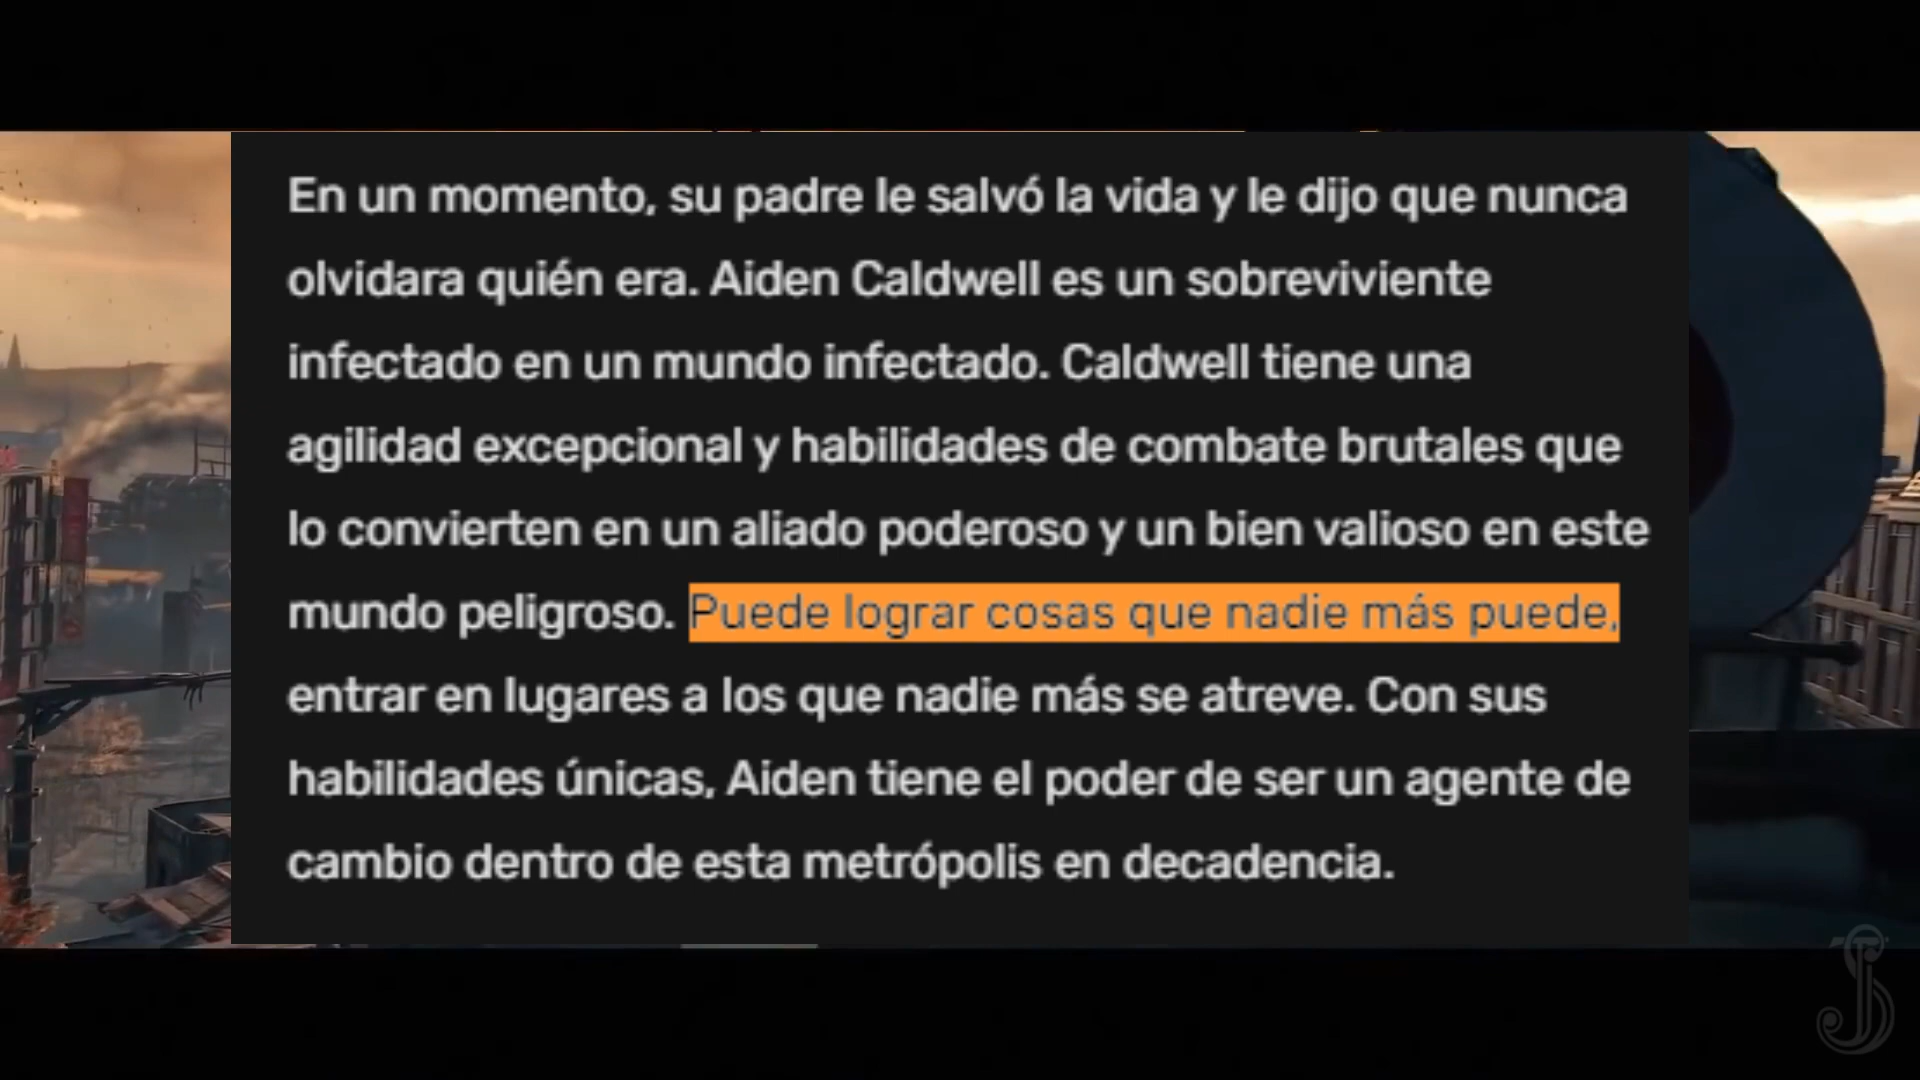 En un momento, su padre le salvó la vida y le dijo que nunca
olvidara quién era. Aiden Caldwell es un sobreviviente
infectado en un mundo infectado. Caldwell tiene una
agilidad excepcional y habilidades de combate brutales que
lo convierten en un aliado poderoso y un bien valioso en este
mundo peligroso. Puede lograr cosas que nadie más puede,
entrar en lugares a los que nadie más se atreve. Con sus
habilidades únicas, Aiden tiene el poder de ser un agente de
cambio dentro de esta metrópolis en decadencia.